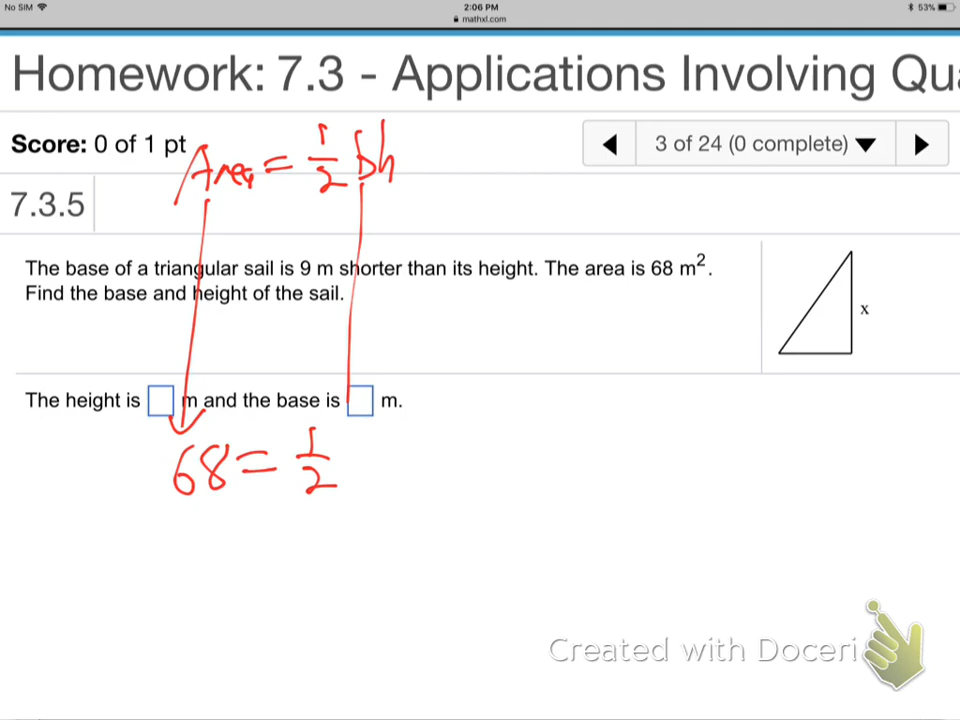 No SIM 2:06 PM 53%
mathxl.com
Homework: 7.3 - Applications Involving Qua
Score: 0 of 1 pt
3 of 24 (0 complete)
Area = 1/2 bh
7.3.5
The base of a triangular sail is 9 m shorter than its height. The area is 68 m².
Find the base and height of the sail.
x
The height is m and the base is m.
68 = 1/2
Created with Doceri